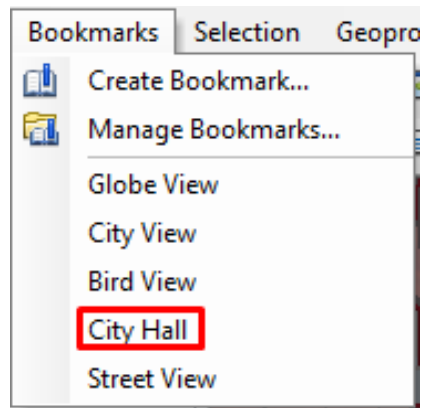 Bookmarks Selection Geopro
Create Bookmark...
Manage Bookmarks...
Globe View
City View
Bird View
City Hall
Street View